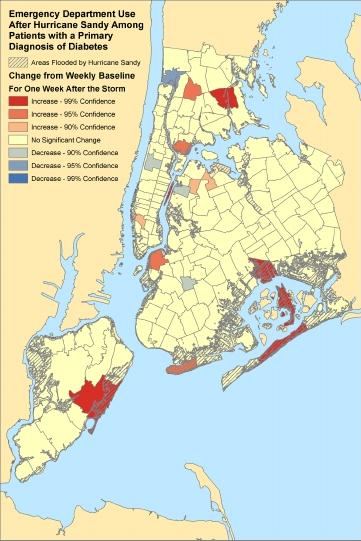 Emergency Department Use
After Hurricane Sandy Among
Patients with a Primary
Diagnosis of Diabetes
Areas Flooded by Hurricane Sandy
Change from Weekly Baseline
For One Week After the Storm
Increase - 99% Confidence
Increase - 95% Confidence
Increase - 90% Confidence
No Significant Change
Decrease - 90% Confidence
Decrease - 95% Confidence
Decrease - 99% Confidence